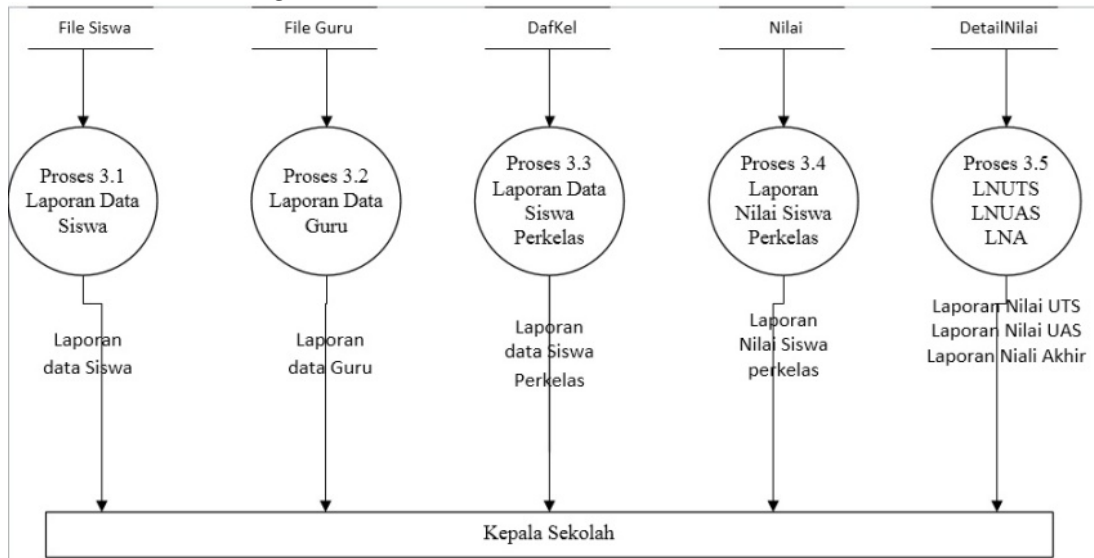 File Siswa
File Guru
DafKel
Nilai
DetailNilai
Proses 3.1
Laporan Data
Siswa
Proses 3.2
Laporan Data
Guru
Proses 3.3
Laporan Data
Siswa
Perkelas
Proses 3.4
Laporan
Nilai Siswa
Perkelas
Proses 3.5
LNUTS
LNUAS
LNA
Laporan
data Siswa
Laporan
data Guru
Laporan
data Siswa
Perkelas
Laporan
Nilai Siswa
perkelas
Laporan Nilai UTS
Laporan Nilai UAS
Laporan Niali Akhir
Kepala Sekolah